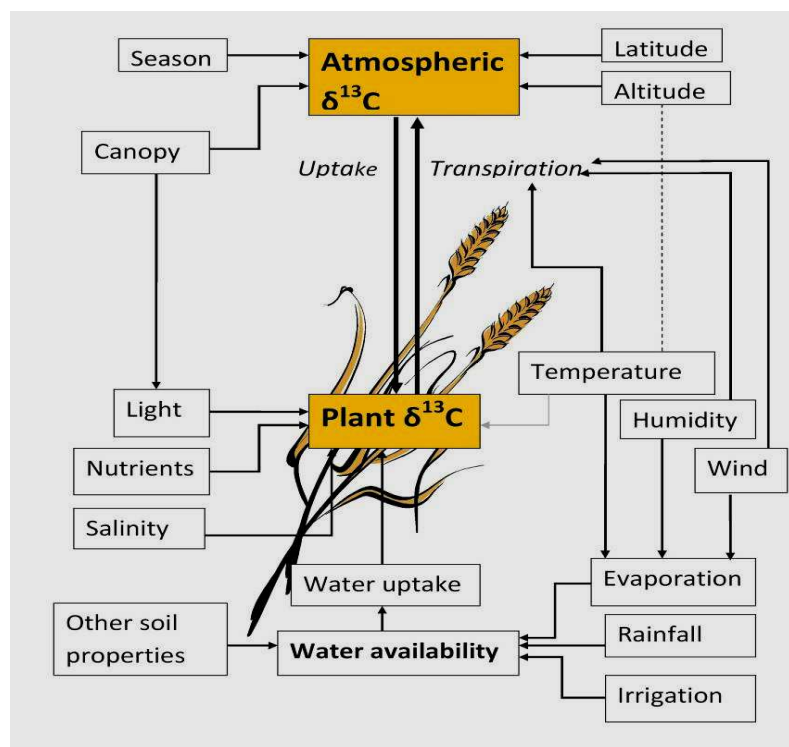 Season
Atmospheric
δ¹³C
Latitude
Altitude
Canopy
Uptake
Transpiration
Temperature
Light
Plant δ¹³C
Humidity
Nutrients
Wind
Salinity
Water uptake
Evaporation
Other soil
properties
Water availability
Rainfall
Irrigation